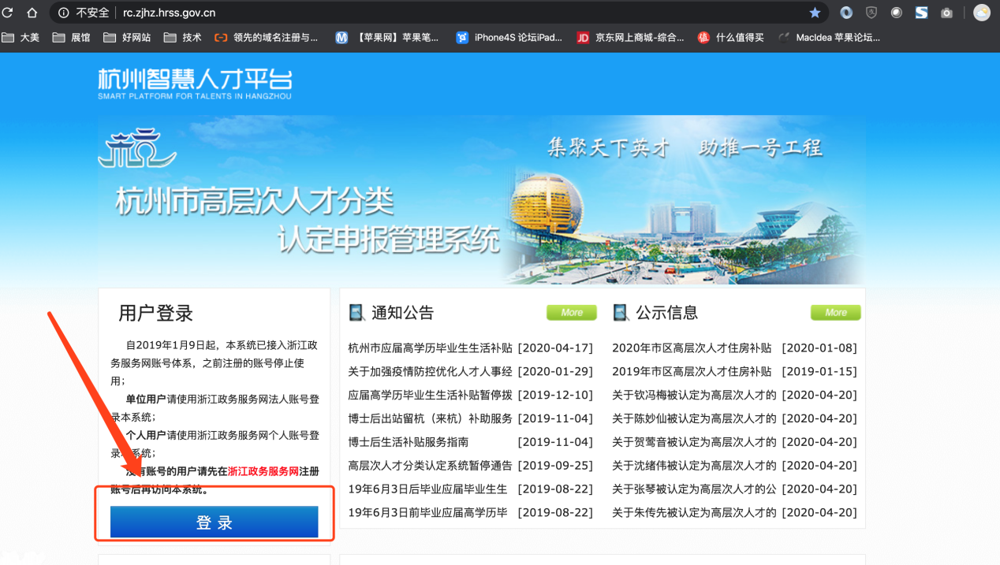 不安全
rc.zjhz.hrss.gov.cn
大美
展馆
好网站
技术
领先的域名注册与...
【苹果网】苹果笔...
iPhone4S 论坛iPad...
京东网上商城-综合...
什么值得买
MacIdea 苹果论坛...
杭州智慧人才平台
SMART PLATFORM FOR TALENTS IN HANGZHOU
集聚天下英才 助推一号工程
杭州市高层次人才分类
认定申报管理系统
用户登录
自2019年1月9日起，本系统已接入浙江政
务服务网账号体系，之前注册的账号停止使
用；
单位用户请使用浙江政务服务网法人账号登
录本系统；
个人用户请使用浙江政务服务网个人账号登
录本系统；
没有账号的用户请先在浙江政务服务网注册
账号后再访问本系统。
登 录
通知公告
More
杭州市应届高学历毕业生生活补贴 [2020-04-17]
关于加强疫情防控优化人才人事经 [2020-01-29]
应届高学历毕业生生活补贴暂停拨 [2019-12-10]
博士后出站留杭（来杭）补助服务 [2019-11-04]
博士后生活补贴服务指南 [2019-11-04]
高层次人才分类认定系统暂停通告 [2019-09-25]
19年6月3日后毕业应届毕业生生 [2019-08-22]
19年6月3日前毕业应届高学历毕 [2019-08-22]
公示信息
More
2020年市区高层次人才住房补贴 [2020-01-08]
2019年市区高层次人才住房补贴 [2019-01-15]
关于钦冯梅被认定为高层次人才的 [2020-04-20]
关于陈妙仙被认定为高层次人才的 [2020-04-20]
关于贺莺音被认定为高层次人才的 [2020-04-20]
关于沈绪伟被认定为高层次人才的 [2020-04-20]
关于张琴被认定为高层次人才的公 [2020-04-20]
关于朱传先被认定为高层次人才的 [2020-04-20]